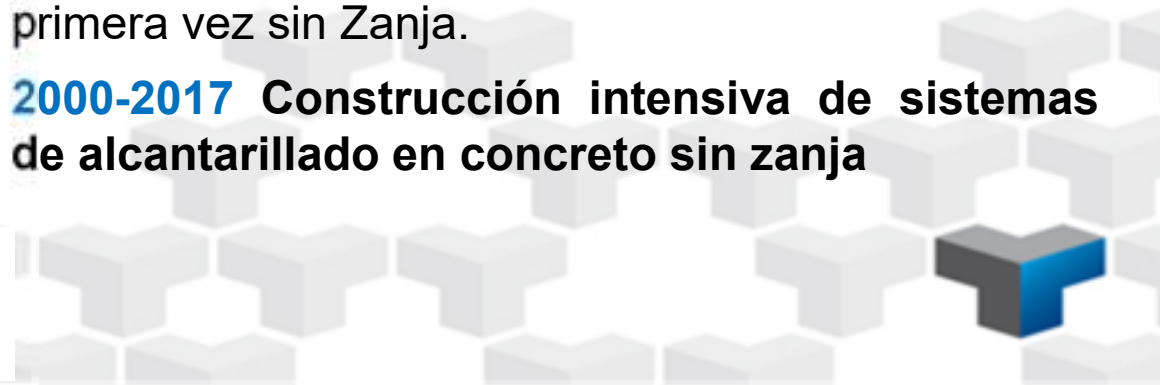 primera vez sin Zanja.
2000-2017 Construcción intensiva de sistemas
de alcantarillado en concreto sin zanja